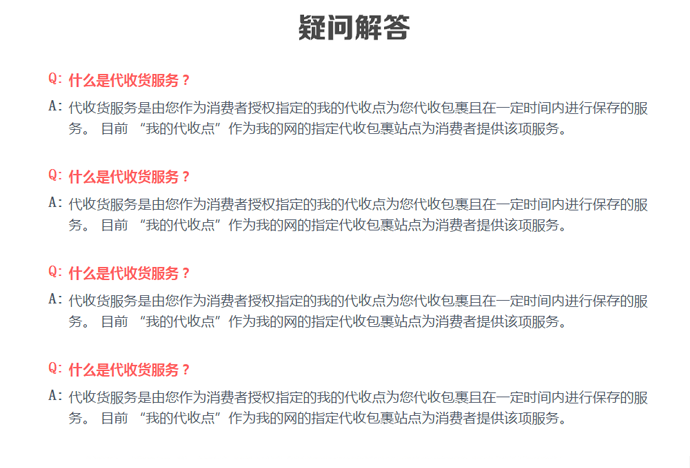 疑问解答
Q: 什么是代收货服务？
A: 代收货服务是由您作为消费者授权指定的我的代收点为您代收包裹且在一定时间内进行保存的服
务。 目前 “我的代收点”作为我的网的指定代收包裹站点为消费者提供该项服务。
Q: 什么是代收货服务？
A: 代收货服务是由您作为消费者授权指定的我的代收点为您代收包裹且在一定时间内进行保存的服
务。 目前 “我的代收点”作为我的网的指定代收包裹站点为消费者提供该项服务。
Q: 什么是代收货服务？
A: 代收货服务是由您作为消费者授权指定的我的代收点为您代收包裹且在一定时间内进行保存的服
务。 目前 “我的代收点”作为我的网的指定代收包裹站点为消费者提供该项服务。
Q: 什么是代收货服务？
A: 代收货服务是由您作为消费者授权指定的我的代收点为您代收包裹且在一定时间内进行保存的服
务。 目前 “我的代收点”作为我的网的指定代收包裹站点为消费者提供该项服务。